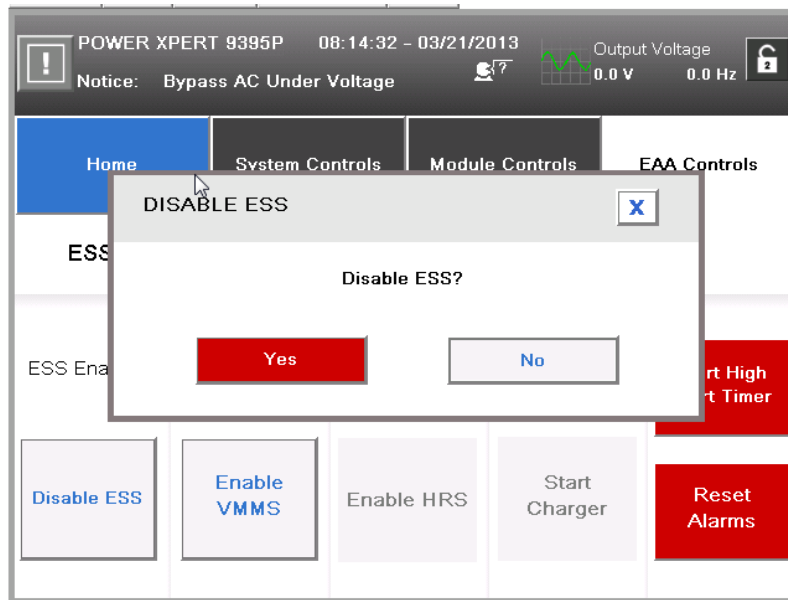 POWER XPERT 9395P 08:14:32 - 03/21/2013
Notice: Bypass AC Under Voltage
?
Output Voltage
0.0 V 0.0 Hz
2
Home System Controls Module Controls EAA Controls
DISABLE ESS X
ESS
Disable ESS?
Yes No
ESS Ena
rt High
rt Timer
Disable ESS
Enable
VMMS
Enable HRS
Start
Charger
Reset
Alarms